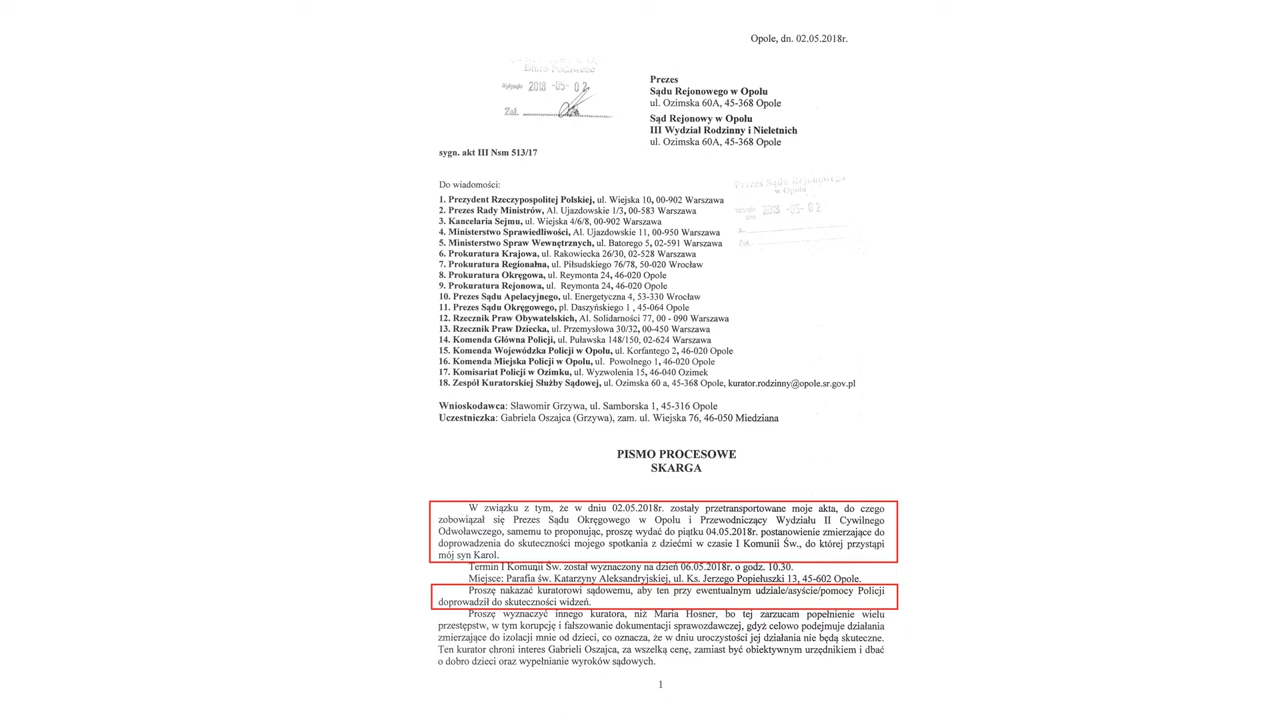 Opole, dn. 02.05.2018r.
Biuro Podawcze
Wpłynęło 2018 -05- 02
Zał.
Prezes
Sądu Rejonowego w Opolu
ul. Ozimska 60A, 45-368 Opole
Sąd Rejonowy w Opolu
III Wydział Rodzinny i Nieletnich
ul. Ozimska 60A, 45-368 Opole
sygn. akt III Nsm 513/17
Do wiadomości:
Prezes Sądu Rejonowego
w Opolu
2018 -05- 02
Zał.
1. Prezydent Rzeczypospolitej Polskiej, ul. Wiejska 10, 00-902 Warszawa
2. Prezes Rady Ministrów, Al. Ujazdowskie 1/3, 00-583 Warszawa
3. Kancelaria Sejmu, ul. Wiejska 4/6/8, 00-902 Warszawa
4. Ministerstwo Sprawiedliwości, Al. Ujazdowskie 11, 00-950 Warszawa
5. Ministerstwo Spraw Wewnętrznych, ul. Batorego 5, 02-591 Warszawa
6. Prokuratura Krajowa, ul. Rakowiecka 26/30, 02-528 Warszawa
7. Prokuratura Regionalna, ul. Piłsudskiego 76/78, 50-020 Wrocław
8. Prokuratura Okręgowa, ul. Reymonta 24, 46-020 Opole
9. Prokuratura Rejonowa, ul. Reymonta 24, 46-020 Opole
10. Prezes Sądu Apelacyjnego, ul. Energetyczna 4, 53-330 Wrocław
11. Prezes Sądu Okręgowego, pl. Daszyńskiego 1 , 45-064 Opole
12. Rzecznik Praw Obywatelskich, Al. Solidarności 77, 00 - 090 Warszawa
13. Rzecznik Praw Dziecka, ul. Przemysłowa 30/32, 00-450 Warszawa
14. Komenda Główna Policji, ul. Puławska 148/150, 02-624 Warszawa
15. Komenda Wojewódzka Policji w Opolu, ul. Korfantego 2, 46-020 Opole
16. Komenda Miejska Policji w Opolu, ul. Powolnego 1, 46-020 Opole
17. Komisariat Policji w Ozimku, ul. Wyzwolenia 15, 46-040 Ozimek
18. Zespół Kuratorskiej Służby Sądowej, ul. Ozimska 60 a, 45-368 Opole, kurator.rodzinny@opole.sr.gov.pl
Wnioskodawca: Sławomir Grzywa, ul. Samborska 1, 45-316 Opole
Uczestniczka: Gabriela Oszajca (Grzywa), zam. ul. Wiejska 76, 46-050 Miedziana
PISMO PROCESOWE
SKARGA
W związku z tym, że w dniu 02.05.2018r. zostały przetransportowane moje akta, do czego
zobowiązał się Prezes Sądu Okręgowego w Opolu i Przewodniczący Wydziału II Cywilnego
Odwoławczego, samemu to proponując, proszę wydać do piątku 04.05.2018r. postanowienie zmierzające do
doprowadzenia do skuteczności mojego spotkania z dziećmi w czasie I Komunii Św., do której przystąpi
mój syn Karol.
Termin I Komunii Św. został wyznaczony na dzień 06.05.2018r. o godz. 10.30.
Miejsce: Parafia św. Katarzyny Aleksandryjskiej, ul. Ks. Jerzego Popiełuszki 13, 45-602 Opole.
Proszę nakazać kuratorowi sądowemu, aby ten przy ewentualnym udziale/asyście/pomocy Policji
doprowadził do skuteczności widzeń.
Proszę wyznaczyć innego kuratora, niż Maria Hosner, bo tej zarzucam popełnienie wielu
przestępstw, w tym korupcję i fałszowanie dokumentacji sprawozdawczej, gdyż celowo podejmuje działania
zmierzające do izolacji mnie od dzieci, co oznacza, że w dniu uroczystości jej działania nie będą skuteczne.
Ten kurator chroni interes Gabrieli Oszajca, za wszelką cenę, zamiast być obiektywnym urzędnikiem i dbać
o dobro dzieci oraz wypełnianie wyroków sądowych.
1